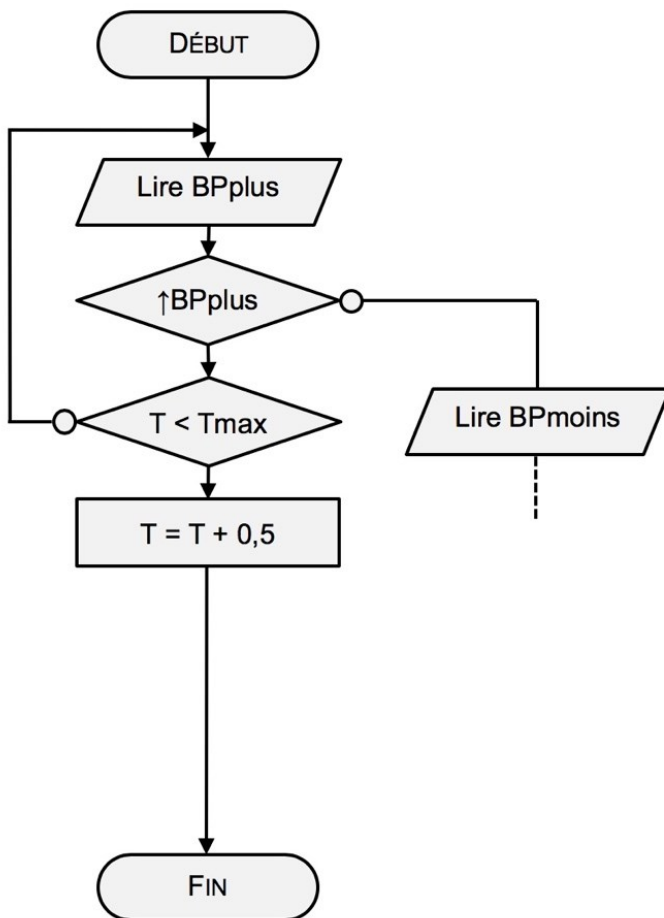 DÉBUT
Lire BPplus
↑BPplus
T < Tmax
Lire BPmoins
T = T + 0,5
FIN